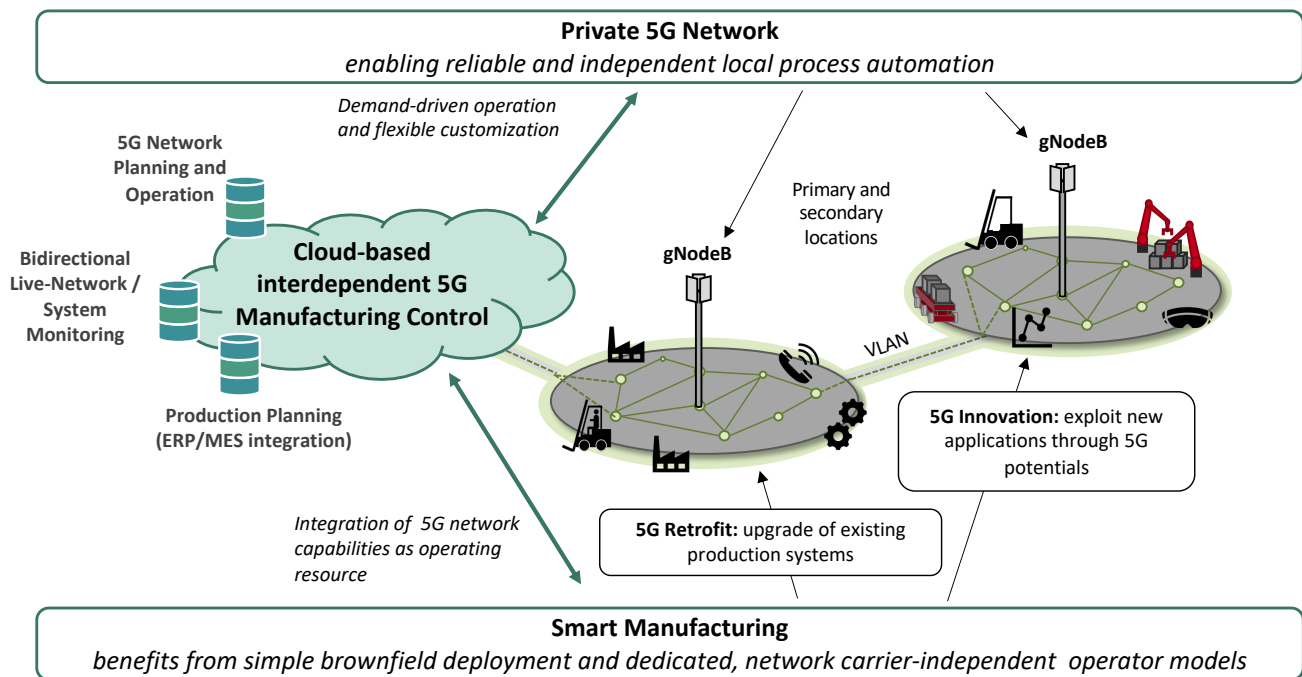 Private 5G Network
enabling reliable and independent local process automation
Demand-driven operation
and flexible customization
5G Network
Planning and
Operation
gNodeB
Primary and
secondary
locations
gNodeB
Bidirectional
Live-Network /
System
Monitoring
Cloud-based
interdependent 5G
Manufacturing Control
VLAN
Production Planning
(ERP/MES integration)
5G Innovation: exploit new
applications through 5G
potentials
Integration of 5G network
capabilities as operating
resource
5G Retrofit: upgrade of existing
production systems
Smart Manufacturing
benefits from simple brownfield deployment and dedicated, network carrier-independent operator models